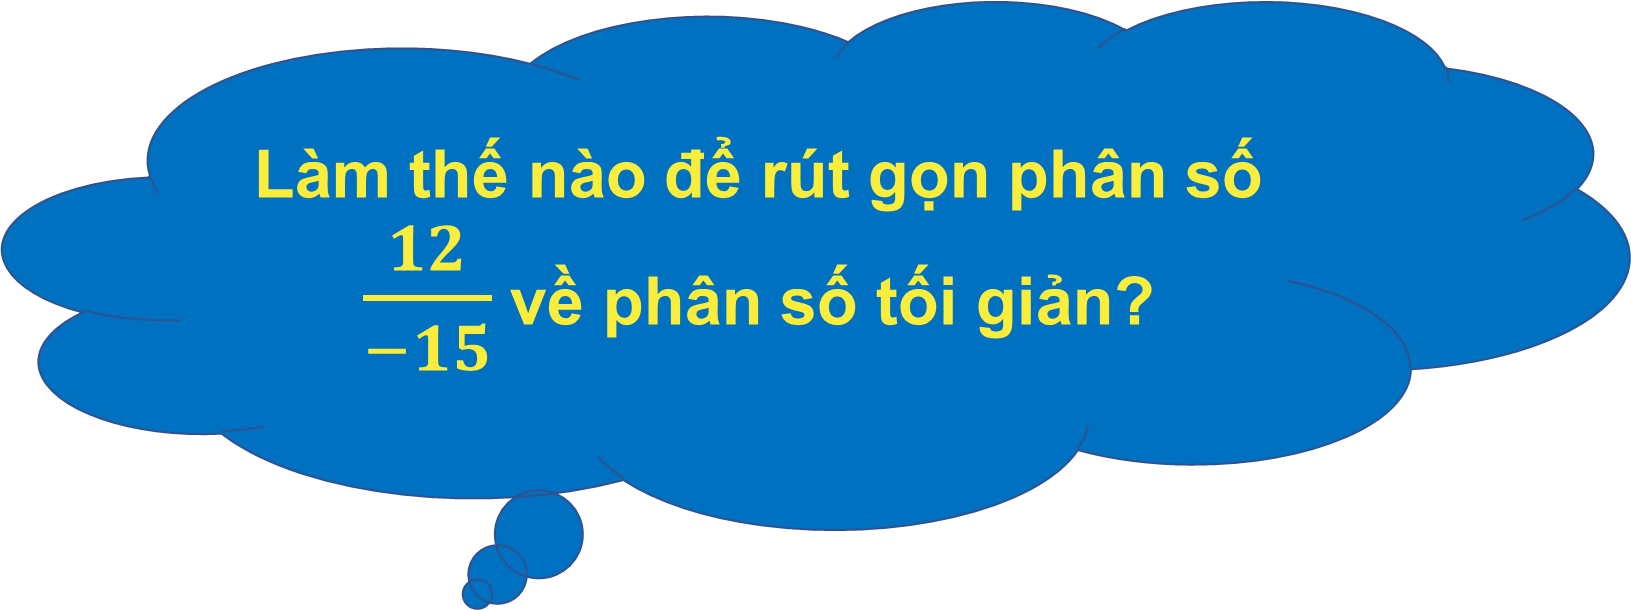 Làm thế nào để rút gọn phân số
12
−15
về phân số tối giản?